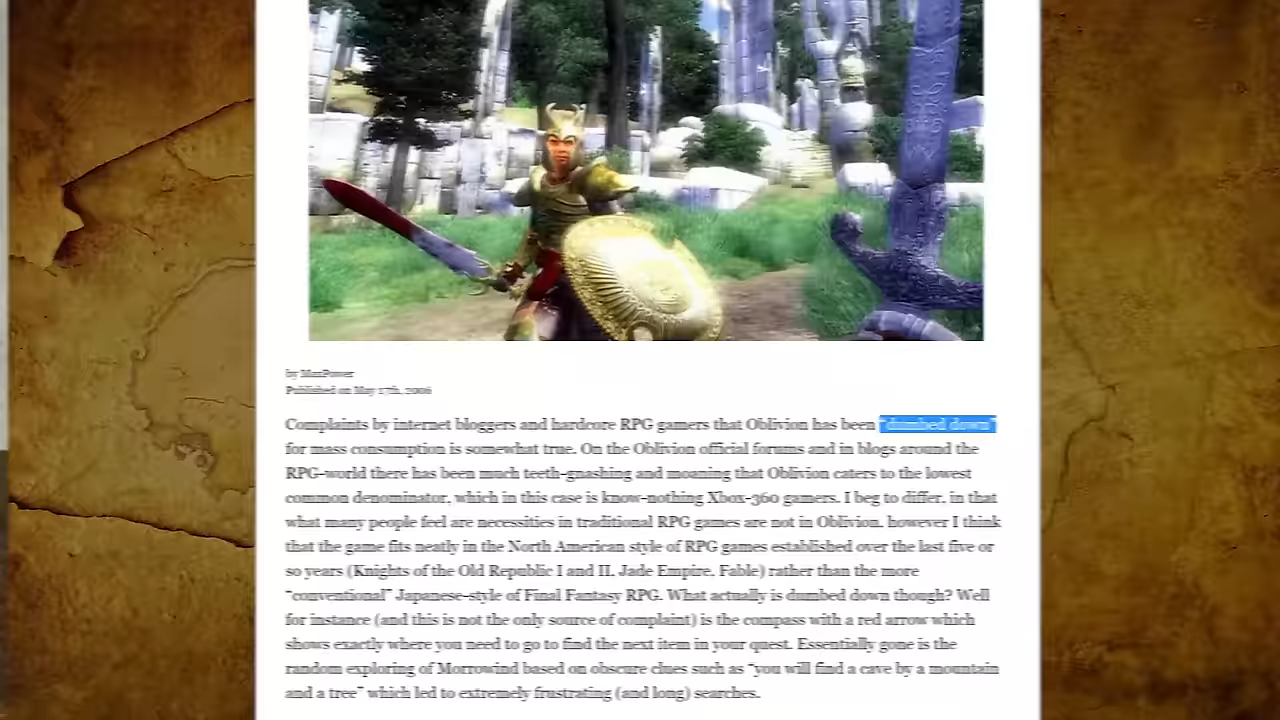 by MaxPower
Published on May 17th, 2006
Complaints by internet bloggers and hardcore RPG gamers that Oblivion has been “dumbed down”
for mass consumption is somewhat true. On the Oblivion official forums and in blogs around the
RPG-world there has been much teeth-gnashing and moaning that Oblivion caters to the lowest
common denominator, which in this case is know-nothing Xbox-360 gamers. I beg to differ, in that
what many people feel are necessities in traditional RPG games are not in Oblivion, however I think
that the game fits neatly in the North American style of RPG games established over the last five or
so years (Knights of the Old Republic I and II, Jade Empire, Fable) rather than the more
“conventional” Japanese-style of Final Fantasy RPG. What actually is dumbed down though? Well
for instance (and this is not the only source of complaint) is the compass with a red arrow which
shows exactly where you need to go to find the next item in your quest. Essentially gone is the
random exploring of Morrowind based on obscure clues such as “you will find a cave by a mountain
and a tree” which led to extremely frustrating (and long) searches.